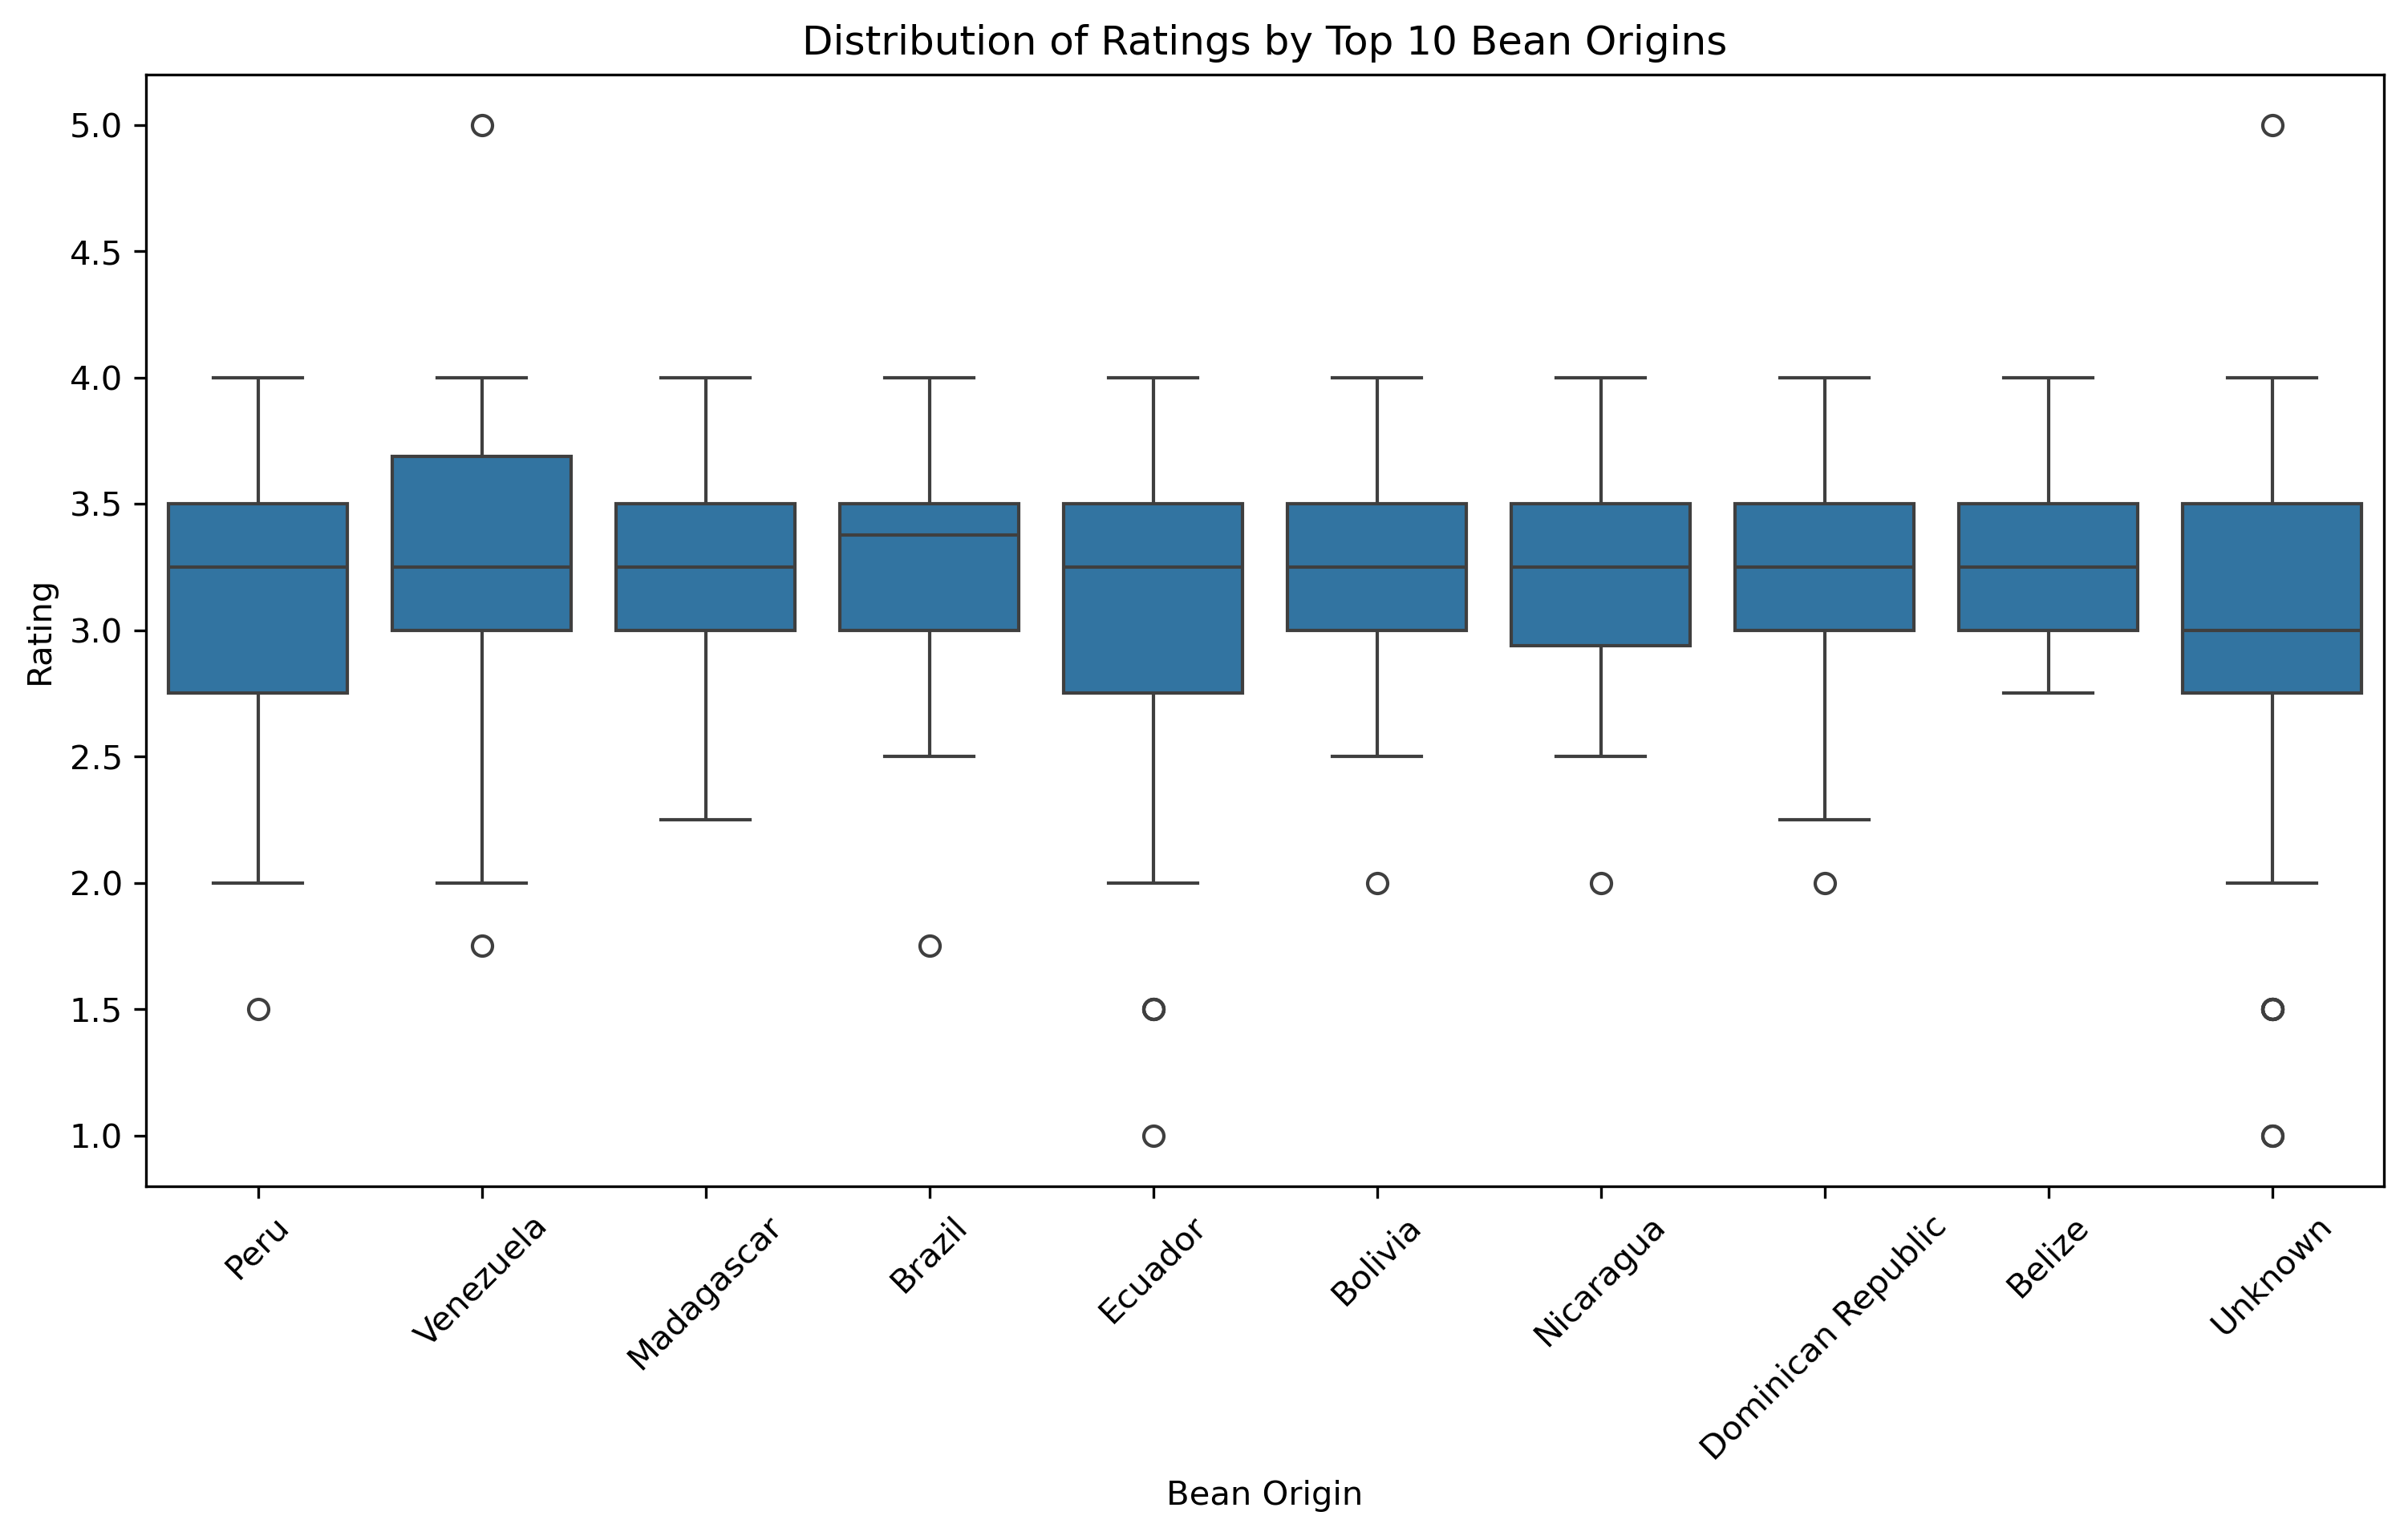 Distribution of Ratings by Top 10 Bean Origins
Rating
5.0
4.5
4.0
3.5
3.0
2.5
2.0
1.5
1.0
Peru
Venezuela
Madagascar
Brazil
Ecuador
Bolivia
Nicaragua
Dominican Republic
Belize
Unknown
Bean Origin